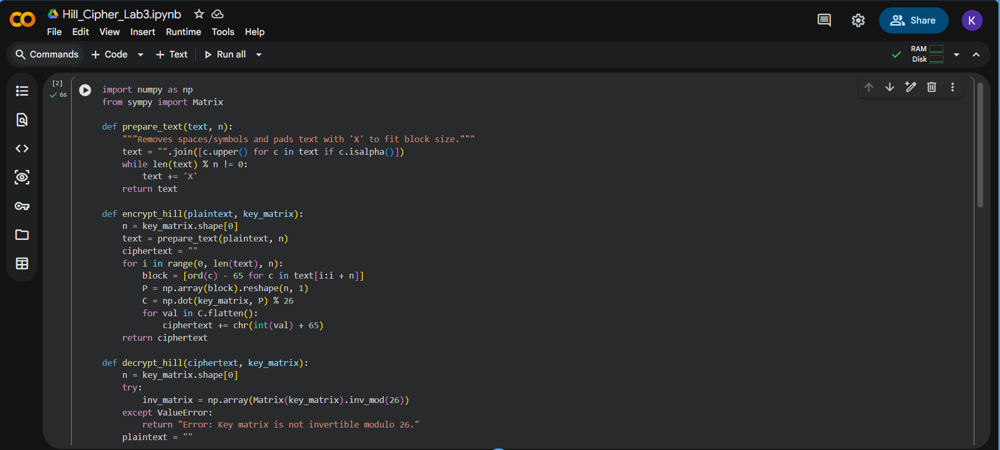 CO
Hill_Cipher_Lab3.ipynb
File Edit View Insert Runtime Tools Help
Share
K
Commands + Code + Text Run all
RAM
Disk
[2]
6s
import numpy as np
from sympy import Matrix
def prepare_text(text, n):
    """Removes spaces/symbols and pads text with 'X' to fit block size."""
    text = "".join([c.upper() for c in text if c.isalpha()])
    while len(text) % n != 0:
        text += 'X'
    return text
def encrypt_hill(plaintext, key_matrix):
    n = key_matrix.shape[0]
    text = prepare_text(plaintext, n)
    ciphertext = ""
    for i in range(0, len(text), n):
        block = [ord(c) - 65 for c in text[i:i + n]]
        P = np.array(block).reshape(n, 1)
        C = np.dot(key_matrix, P) % 26
        for val in C.flatten():
            ciphertext += chr(int(val) + 65)
    return ciphertext
def decrypt_hill(ciphertext, key_matrix):
    n = key_matrix.shape[0]
    try:
        inv_matrix = np.array(Matrix(key_matrix).inv_mod(26))
    except ValueError:
        return "Error: Key matrix is not invertible modulo 26."
    plaintext = ""